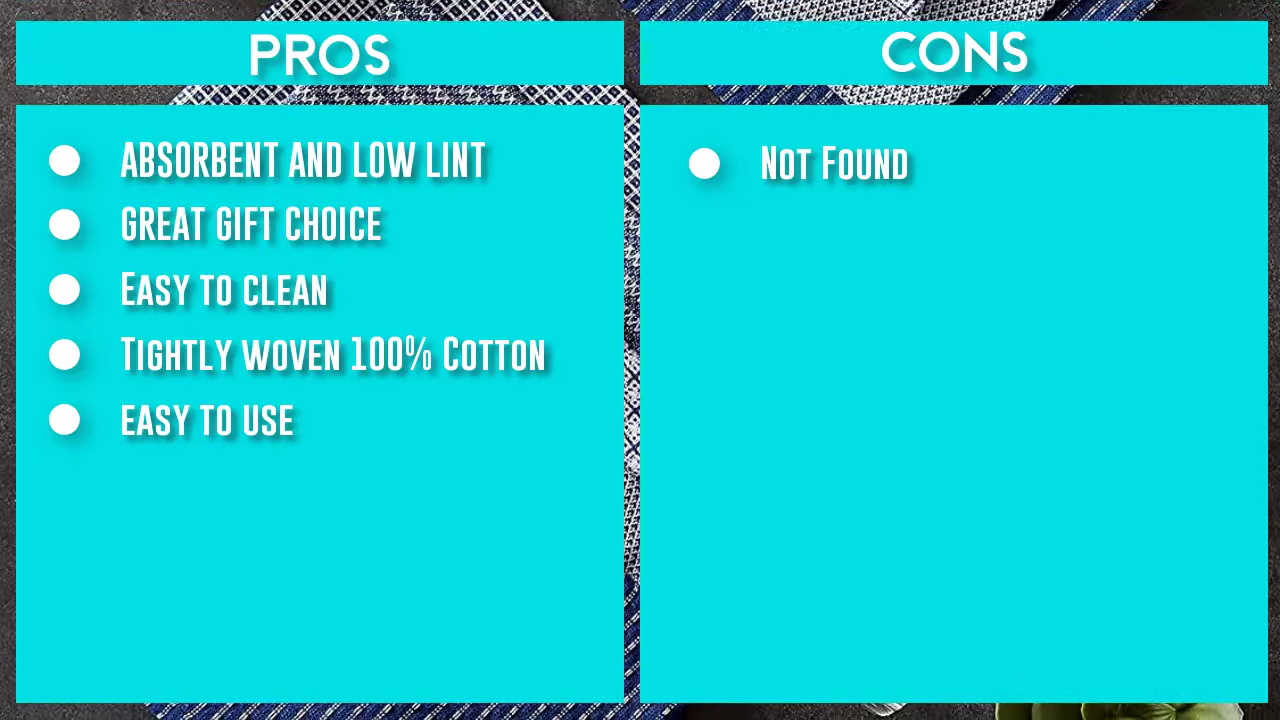 PROS
ABSORBENT AND LOW LINT
GREAT GIFT CHOICE
EASY TO CLEAN
TIGHTLY WOVEN 100% COTTON
EASY TO USE
CONS
NOT FOUND